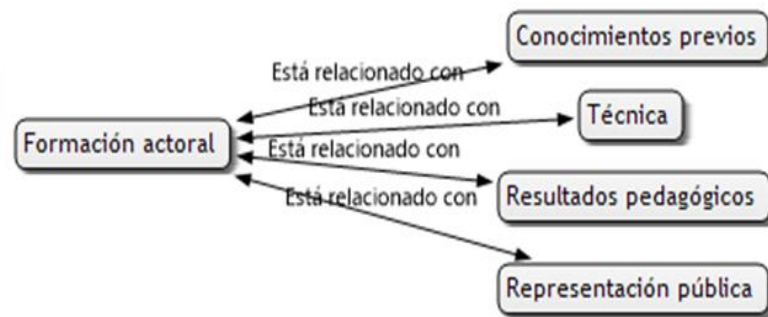 Conocimientos previos
Está relacionado con
Está relacionado con
Técnica
Formación actoral
Está relacionado con
Resultados pedagógicos
Está relacionado con
Representación pública